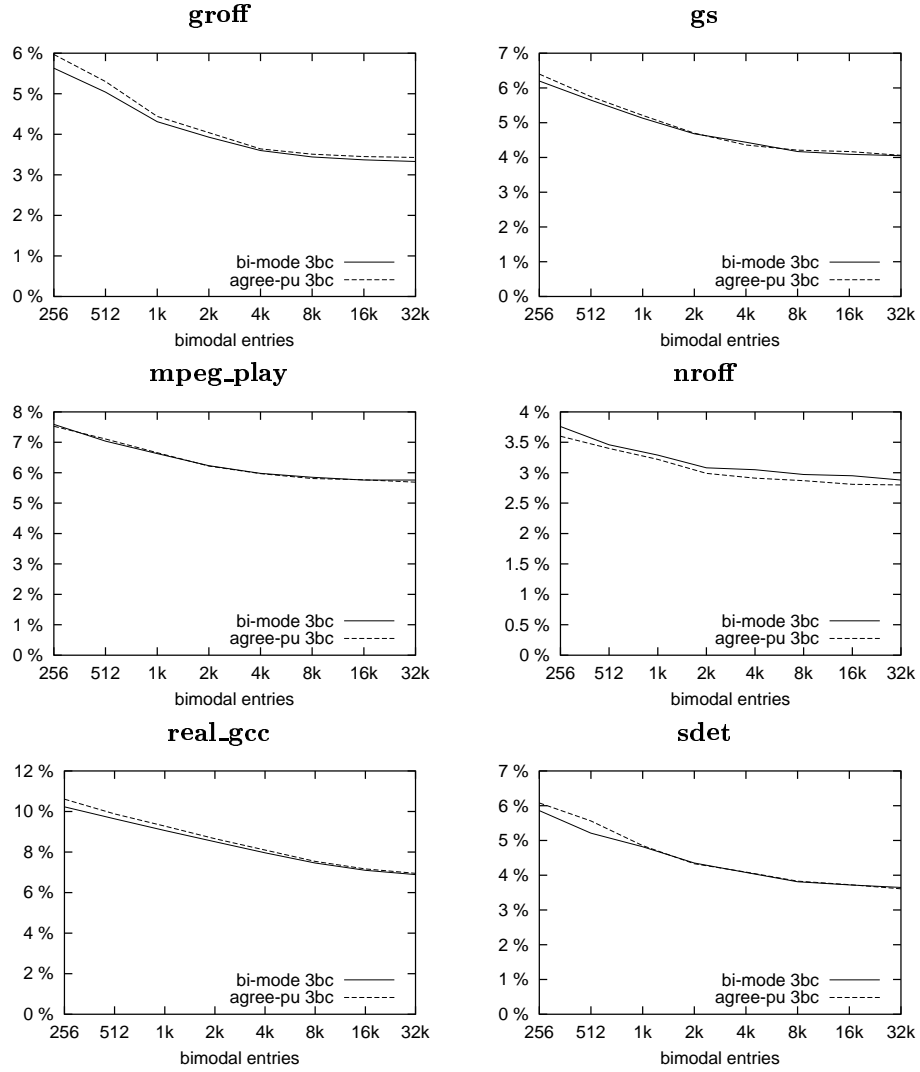 groff
6 %
5 %
4 %
3 %
2 %
1 %
0 %
bi-mode 3bc
agree-pu 3bc
256 512 1k 2k 4k 8k 16k 32k
bimodal entries
gs
7 %
6 %
5 %
4 %
3 %
2 %
1 %
0 %
bi-mode 3bc
agree-pu 3bc
256 512 1k 2k 4k 8k 16k 32k
bimodal entries
mpeg_play
8 %
7 %
6 %
5 %
4 %
3 %
2 %
1 %
0 %
bi-mode 3bc
agree-pu 3bc
256 512 1k 2k 4k 8k 16k 32k
bimodal entries
nroff
4 %
3.5 %
3 %
2.5 %
2 %
1.5 %
1 %
0.5 %
0 %
bi-mode 3bc
agree-pu 3bc
256 512 1k 2k 4k 8k 16k 32k
bimodal entries
real_gcc
12 %
10 %
8 %
6 %
4 %
2 %
0 %
bi-mode 3bc
agree-pu 3bc
256 512 1k 2k 4k 8k 16k 32k
bimodal entries
sdet
7 %
6 %
5 %
4 %
3 %
2 %
1 %
0 %
bi-mode 3bc
agree-pu 3bc
256 512 1k 2k 4k 8k 16k 32k
bimodal entries